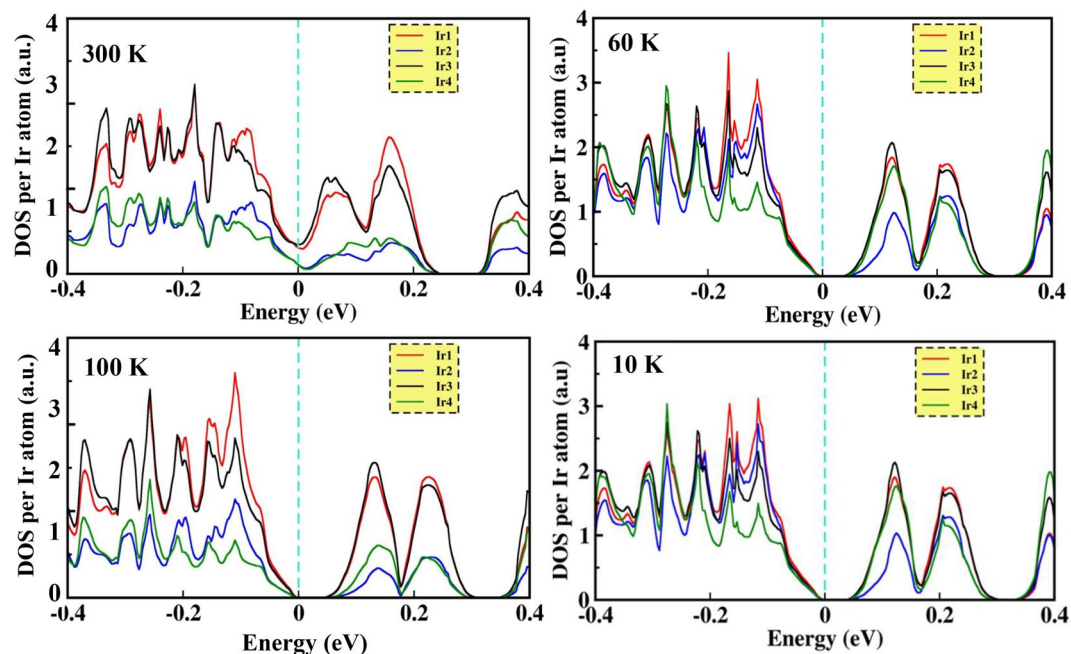 4
3
2
1
0
DOS per Ir atom (a.u.)
300 K
Ir1
Ir2
Ir3
Ir4
-0.4
-0.2
0
0.2
0.4
Energy (eV)
4
3
2
1
0
DOS per Ir atom (a.u)
60 K
Ir1
Ir2
Ir3
Ir4
-0.4
-0.2
0
0.2
0.4
Energy (eV)
4
3
2
1
0
DOS per Ir atom (a.u.)
100 K
Ir1
Ir2
Ir3
Ir4
-0.4
-0.2
0
0.2
0.4
Energy (eV)
4
3
2
1
0
DOS per Ir atom (a.u)
10 K
Ir1
Ir2
Ir3
Ir4
-0.4
-0.2
0
0.2
0.4
Energy (eV)